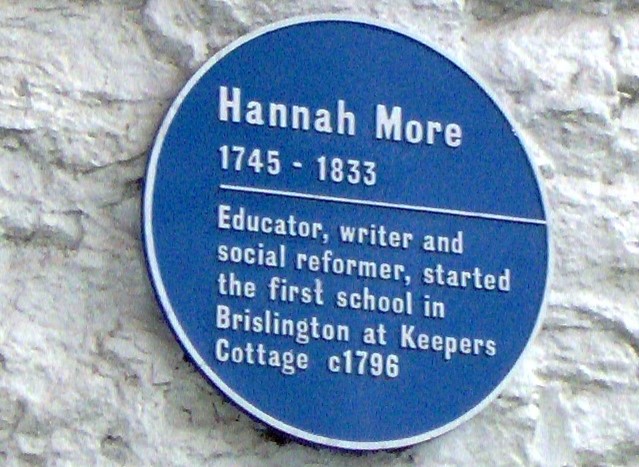 Hannah More
1745 - 1833
Educator, writer and
social reformer, started
the first school in
Brislington at Keepers
Cottage c1796